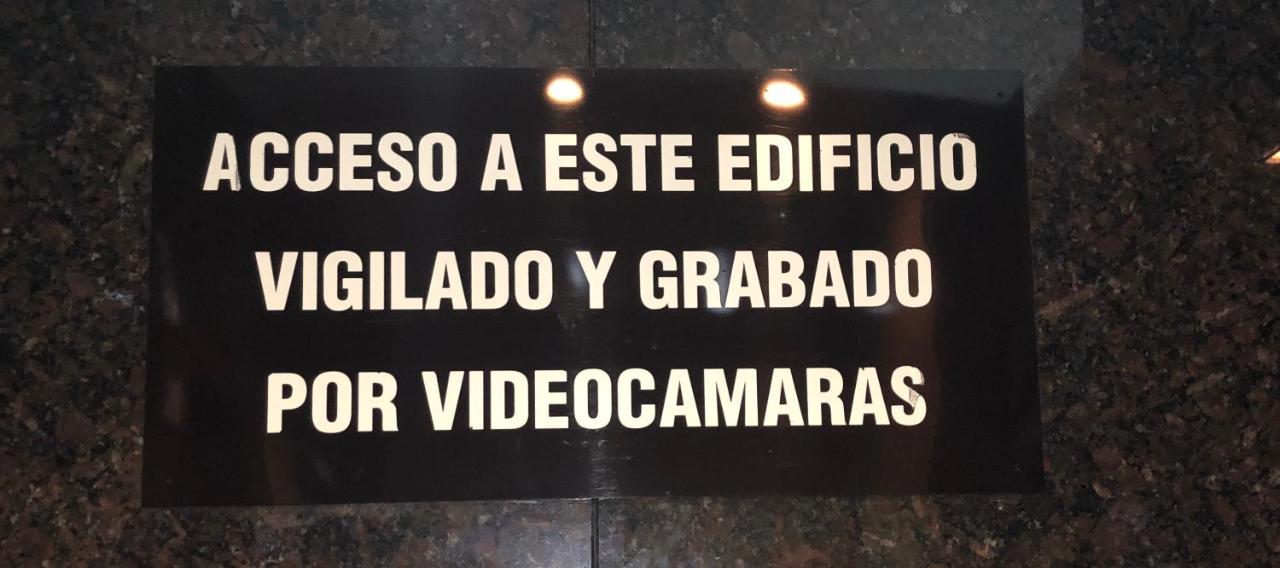 ACCESO A ESTE EDIFICIO
VIGILADO Y GRABADO
POR VIDEOCAMARAS